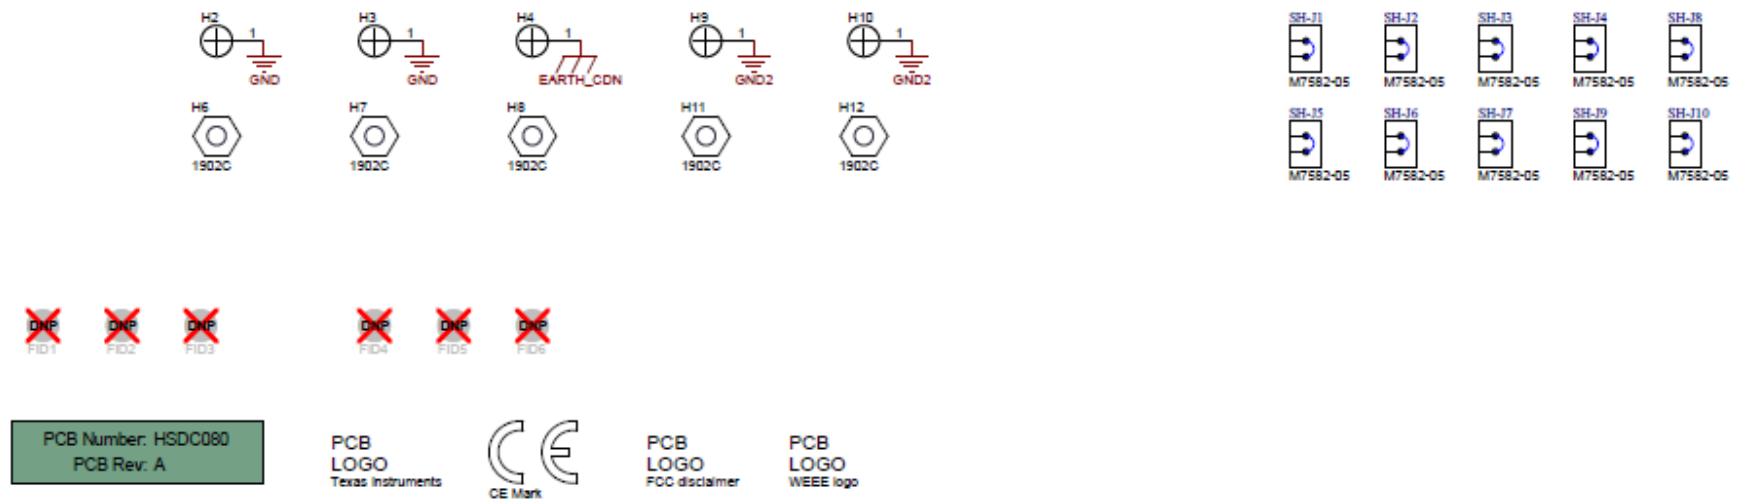 H2 H3 H4 H9 H10
1 1 1 1 1
GND GND EARTH_CDN GND2 GND2
H6 H7 H8 H11 H12
1902C 1902C 1902C 1902C 1902C
SH-J1 SH-J2 SH-J3 SH-J4 SH-J8
M7582-05 M7582-05 M7582-05 M7582-05 M7582-05
SH-J5 SH-J6 SH-J7 SH-J9 SH-J10
M7582-05 M7582-05 M7582-05 M7582-05 M7582-05
DNP DNP DNP DNP DNP DNP
FID1 FID2 FID3 FID4 FID5 FID6
PCB Number: HSDC080
PCB Rev: A
PCB
LOGO
Texas Instruments
CE
CE Mark
PCB
LOGO
FCC disclaimer
PCB
LOGO
WEEE logo